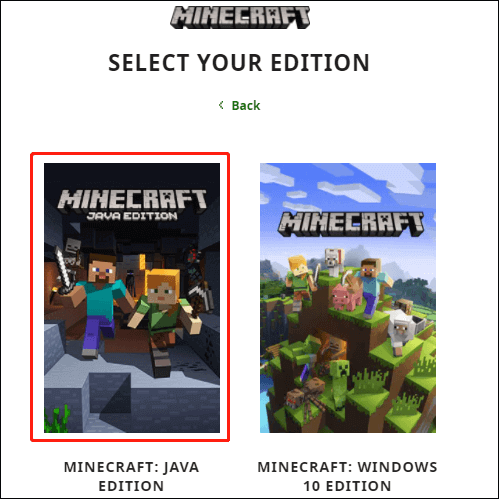 MINECRAFT
SELECT YOUR EDITION
< Back
MINECRAFT
JAVA EDITION
MINECRAFT
MINECRAFT: JAVA
EDITION
MINECRAFT: WINDOWS
10 EDITION